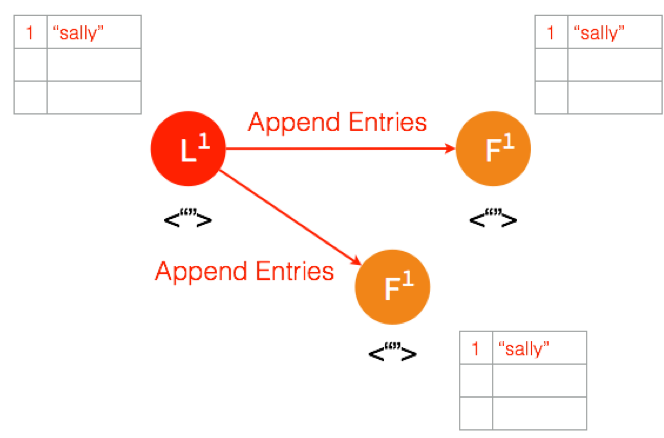 1 “sally”
1 “sally”
Append Entries
L1
F1
<“”>
<“”>
Append Entries
F1
<“”>
1 “sally”